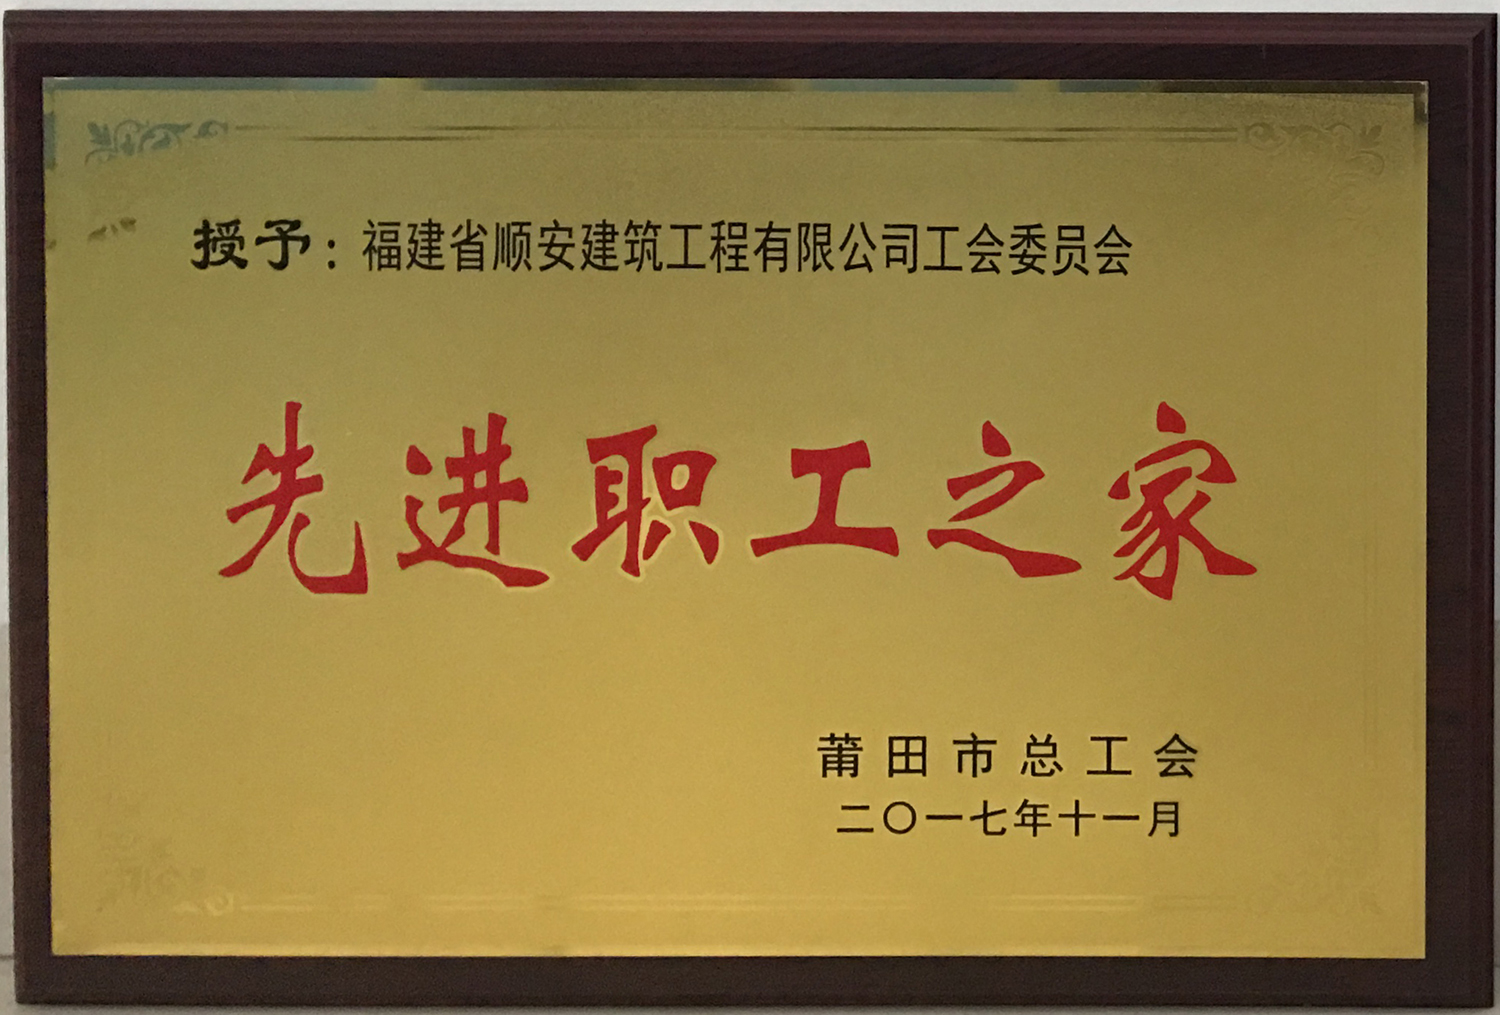 授予：福建省顺安建筑工程有限公司工会委员会
先进职工之家
莆田市总工会
二〇一七年十一月